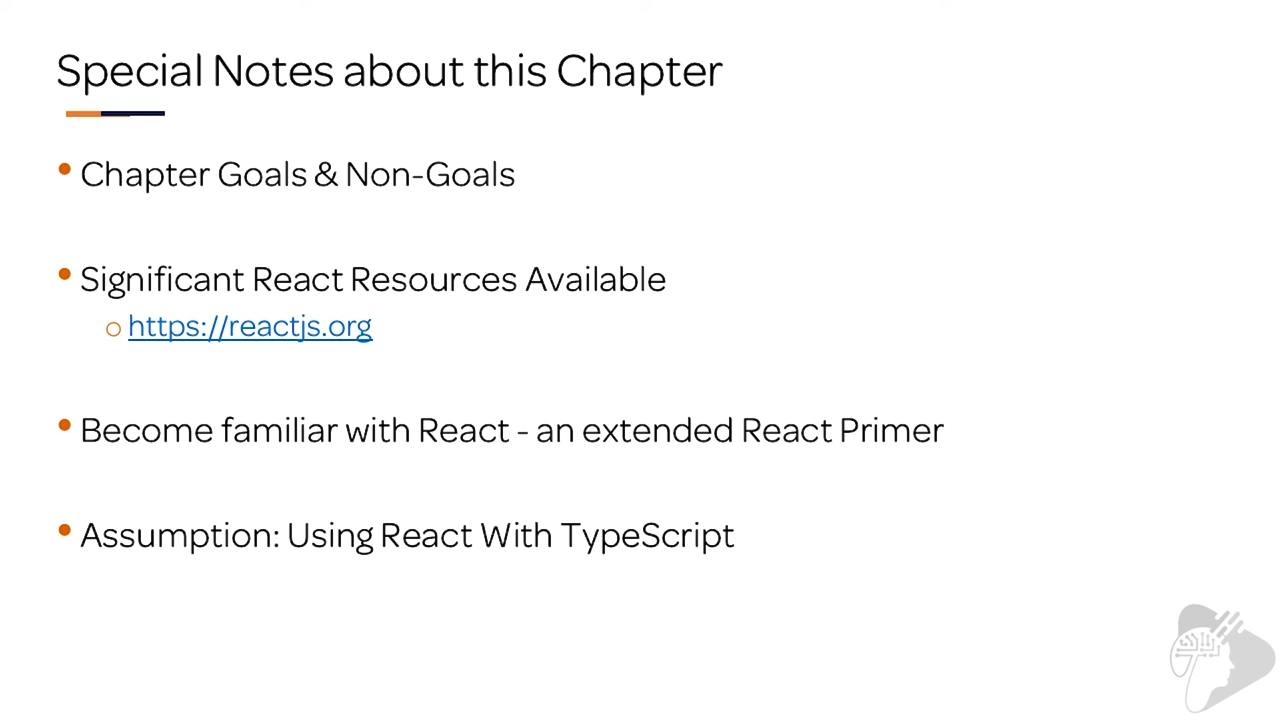 Special Notes about this Chapter
• Chapter Goals & Non-Goals
• Significant React Resources Available
o https://reactjs.org
• Become familiar with React - an extended React Primer
• Assumption: Using React With TypeScript